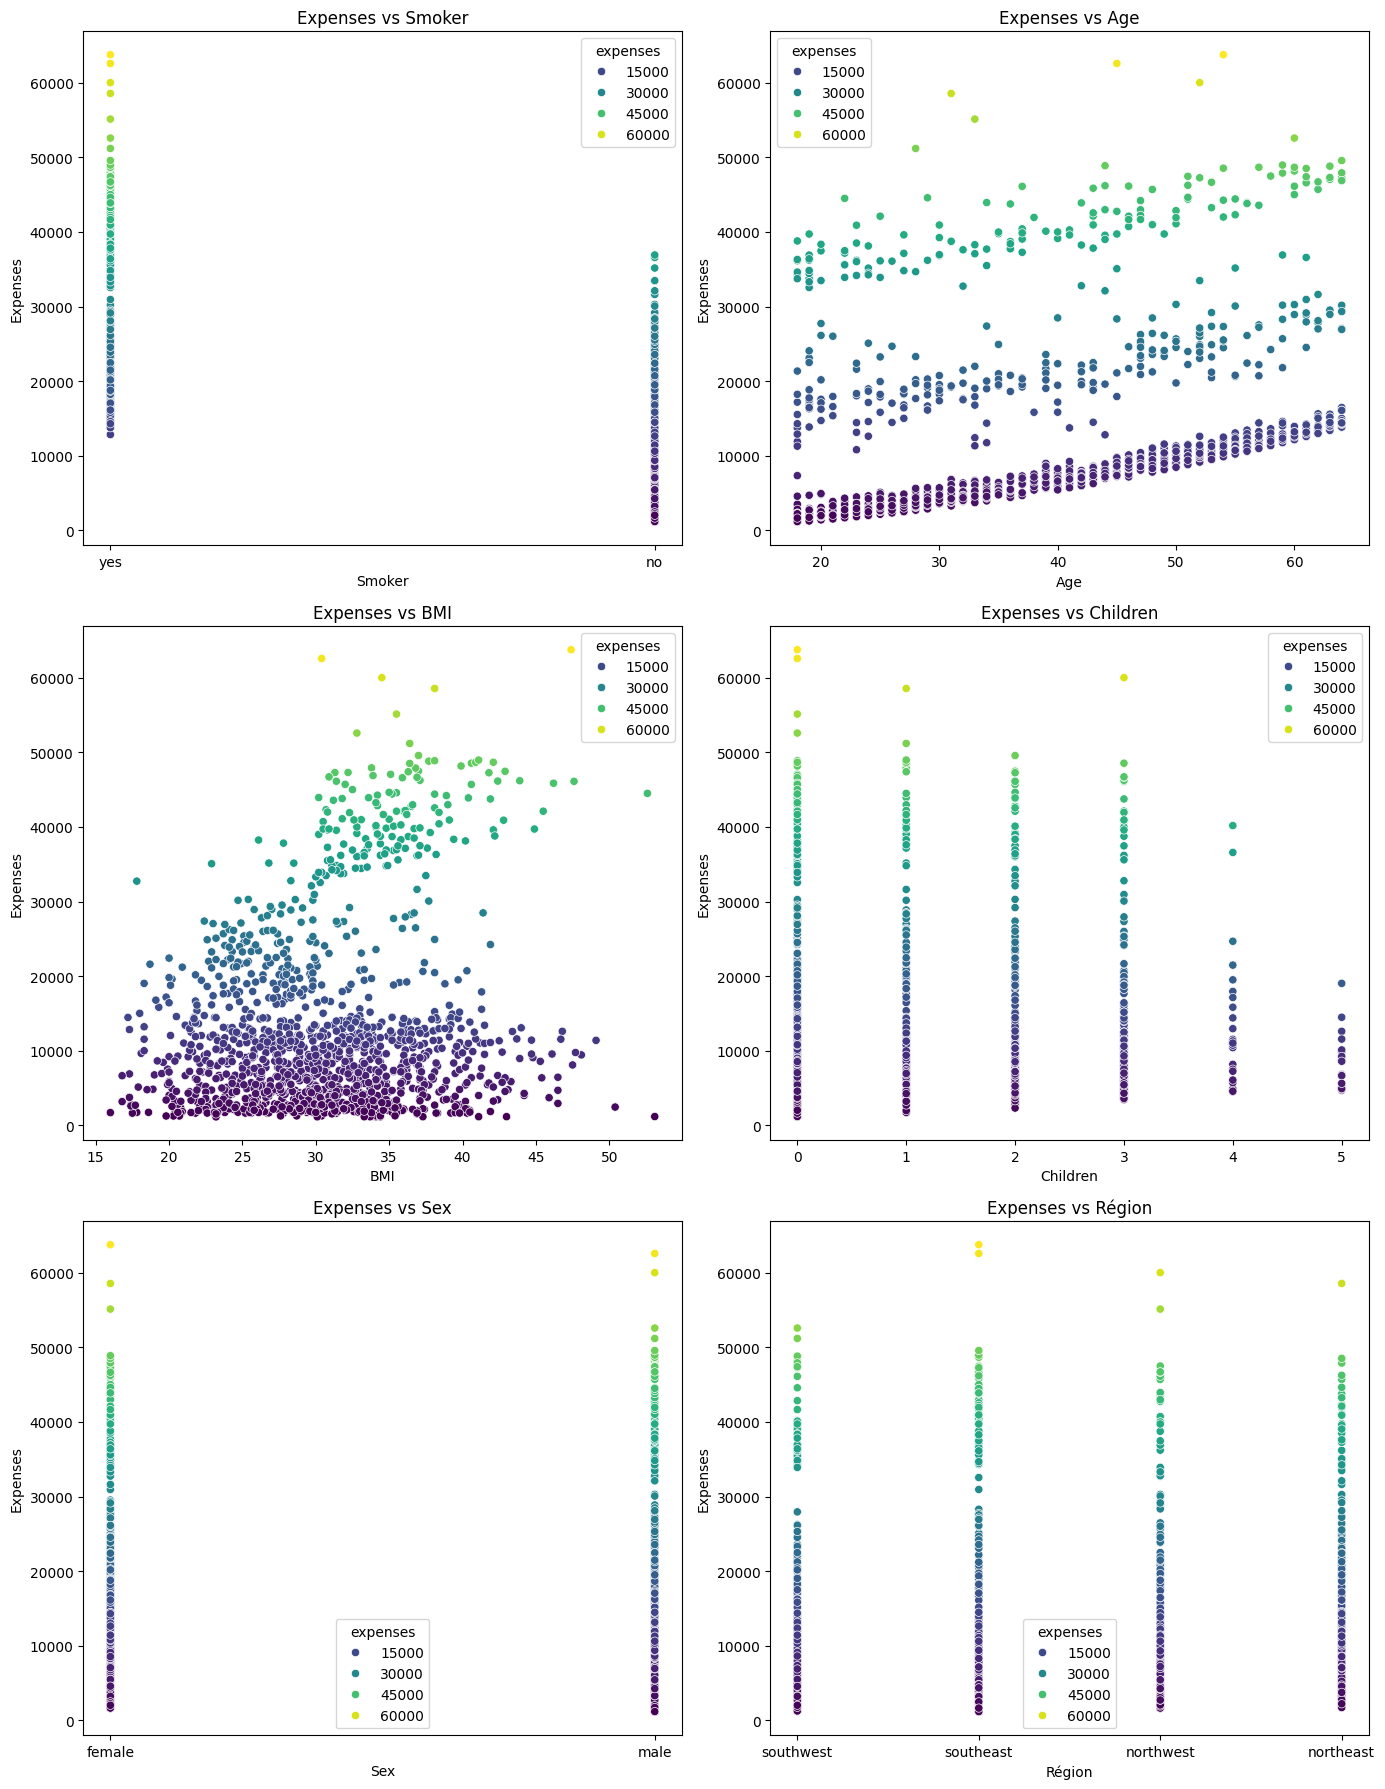 Expenses vs Smoker
Expenses
60000
50000
40000
30000
20000
10000
0
expenses
15000
30000
45000
60000
yes no
Smoker
Expenses vs Age
Expenses
60000
50000
40000
30000
20000
10000
0
expenses
15000
30000
45000
60000
20 30 40 50 60
Age
Expenses vs BMI
Expenses
60000
50000
40000
30000
20000
10000
0
expenses
15000
30000
45000
60000
15 20 25 30 35 40 45 50
BMI
Expenses vs Children
Expenses
60000
50000
40000
30000
20000
10000
0
expenses
15000
30000
45000
60000
0 1 2 3 4 5
Children
Expenses vs Sex
Expenses
60000
50000
40000
30000
20000
10000
0
expenses
15000
30000
45000
60000
female male
Sex
Expenses vs Région
Expenses
60000
50000
40000
30000
20000
10000
0
expenses
15000
30000
45000
60000
southwest southeast northwest northeast
Région